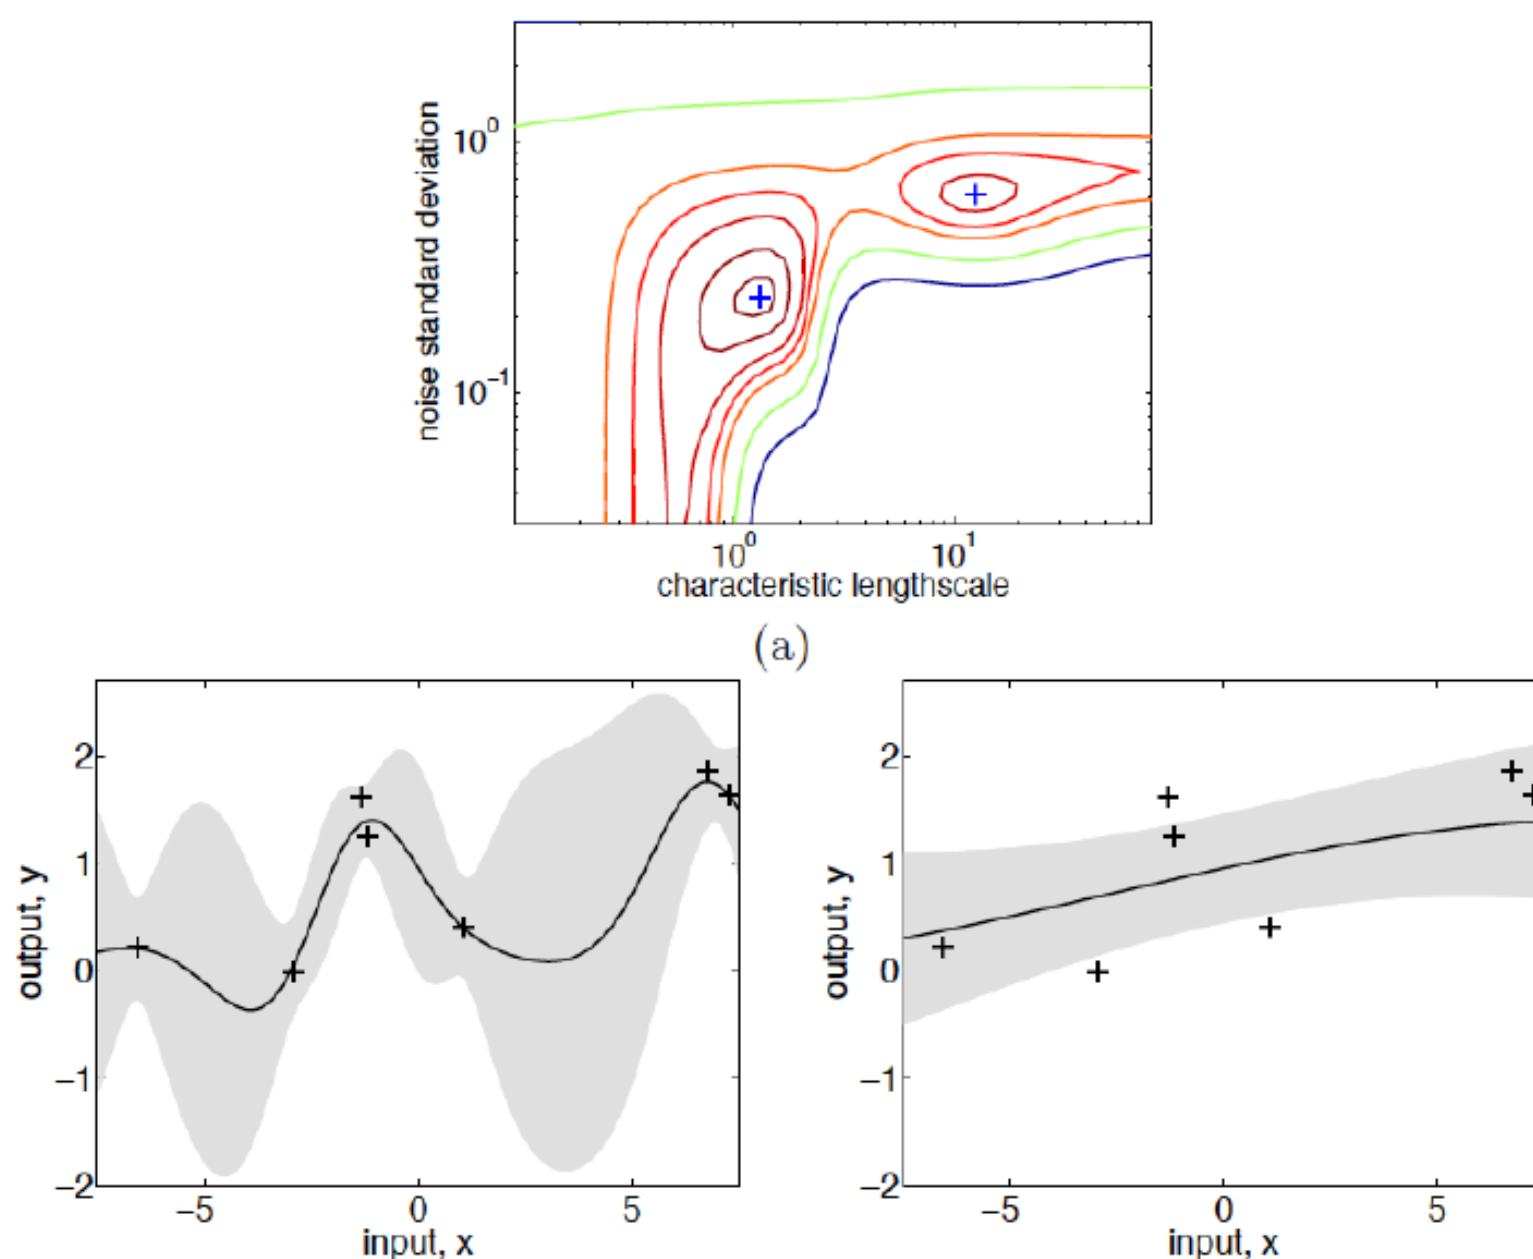 noise standard deviation
10^0
10^-1
10^0
10^1
characteristic lengthscale
(a)
output, y
2
1
0
−1
−2
−5
0
5
input, x
output, y
2
1
0
−1
−2
−5
0
5
input, x